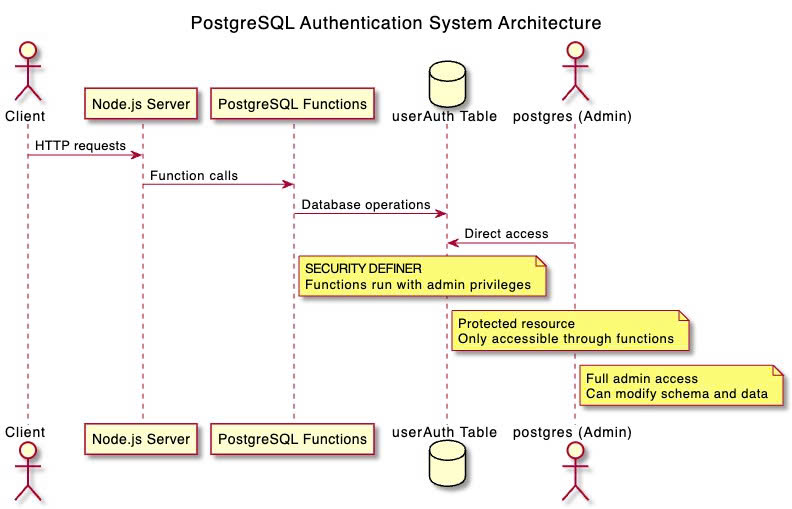 PostgreSQL Authentication System Architecture
Client
Node.js Server
PostgreSQL Functions
userAuth Table
postgres (Admin)
HTTP requests
Function calls
Database operations
Direct access
SECURITY DEFINER
Functions run with admin privileges
Protected resource
Only accessible through functions
Full admin access
Can modify schema and data
Client
Node.js Server
PostgreSQL Functions
userAuth Table
postgres (Admin)